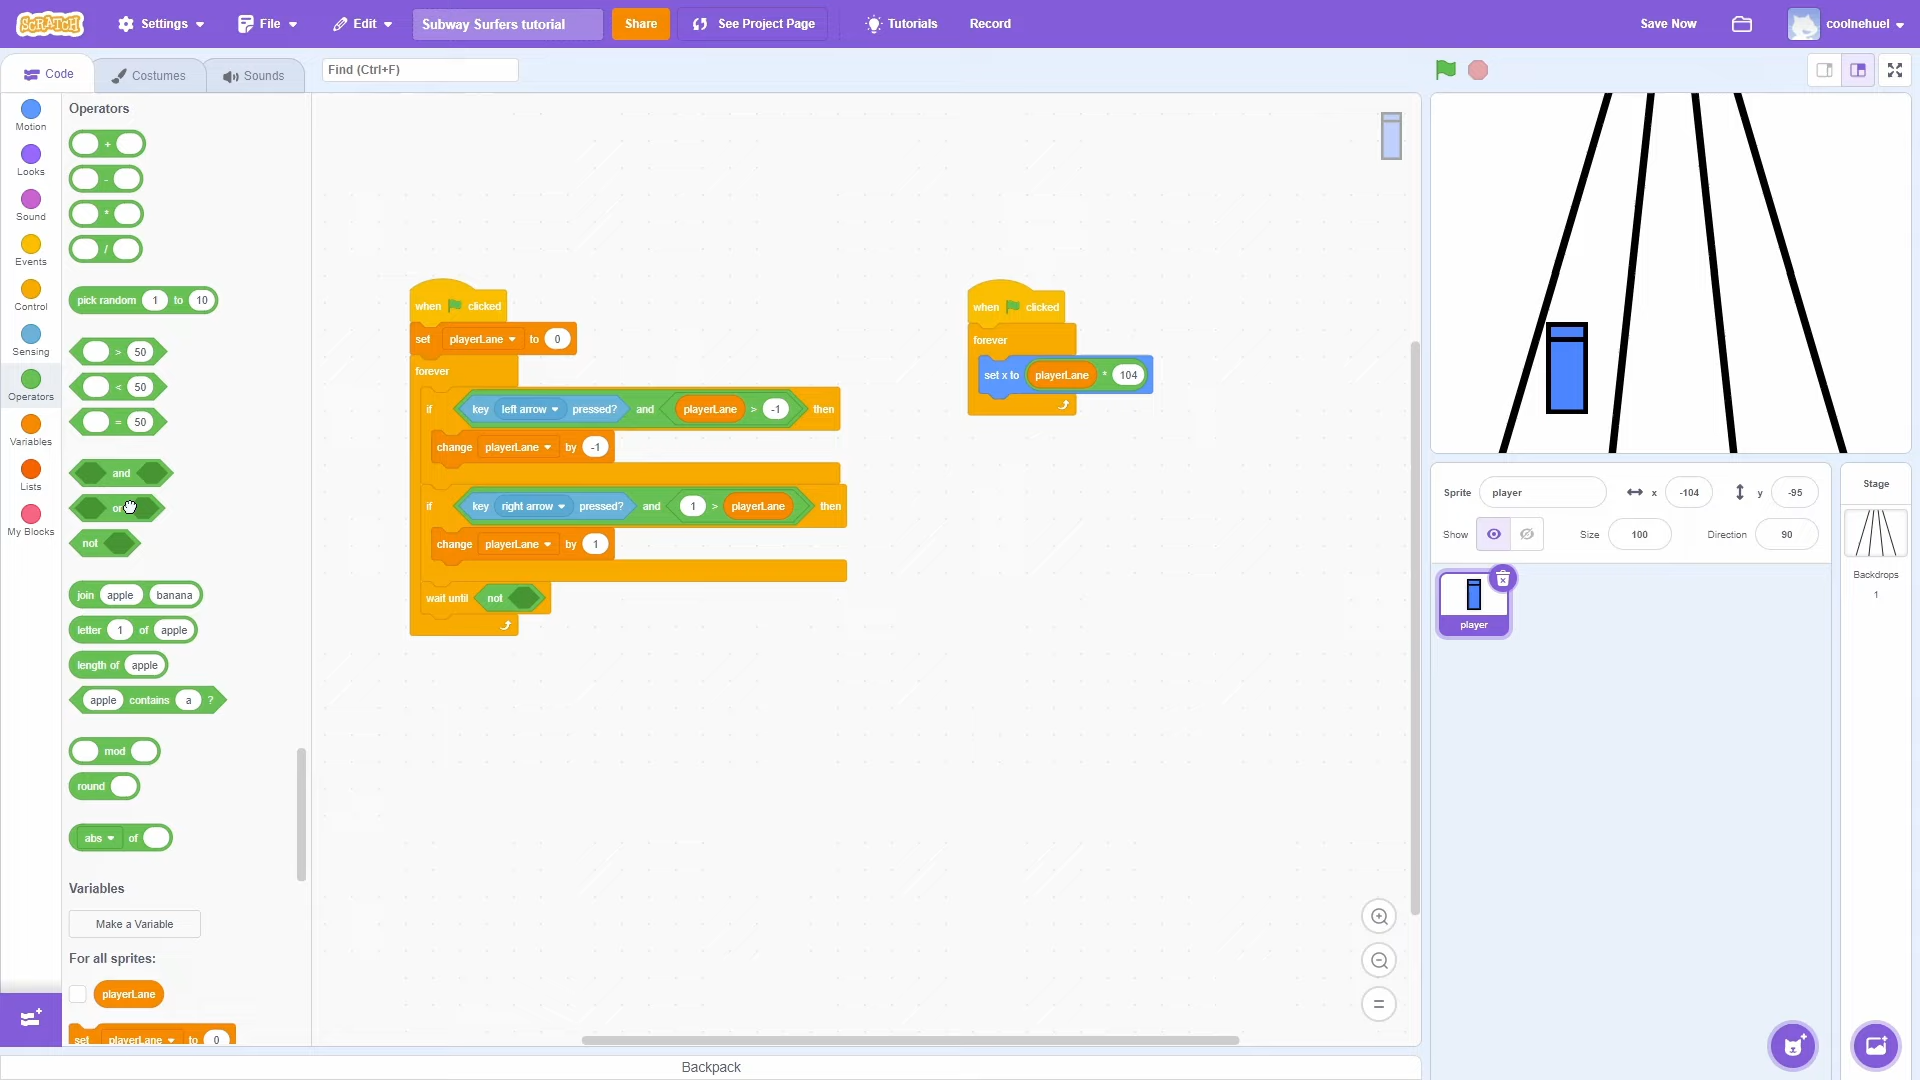 SCRATCH Settings File Edit Subway Surfers tutorial Share See Project Page Tutorials Record Save Now coolnehuel
Code Costumes Sounds Find (Ctrl+F)
Motion
Looks
Sound
Events
Control
Sensing
Operators
Variables
Lists
My Blocks
Operators
+
-
*
/
pick random 1 to 10
> 50
< 50
= 50
and
or
not
join apple banana
letter 1 of apple
length of apple
apple contains a ?
mod
round
abs of
Variables
Make a Variable
For all sprites:
playerLane
set playerLane to 0
when clicked
set playerLane to 0
forever
if key left arrow pressed? and playerLane > -1 then
change playerLane by -1
if key right arrow pressed? and 1 > playerLane then
change playerLane by 1
wait until not
when clicked
forever
set x to playerLane * 104
Backpack
Sprite player x -104 y -95
Show Size 100 Direction 90
player
Stage
Backdrops
1